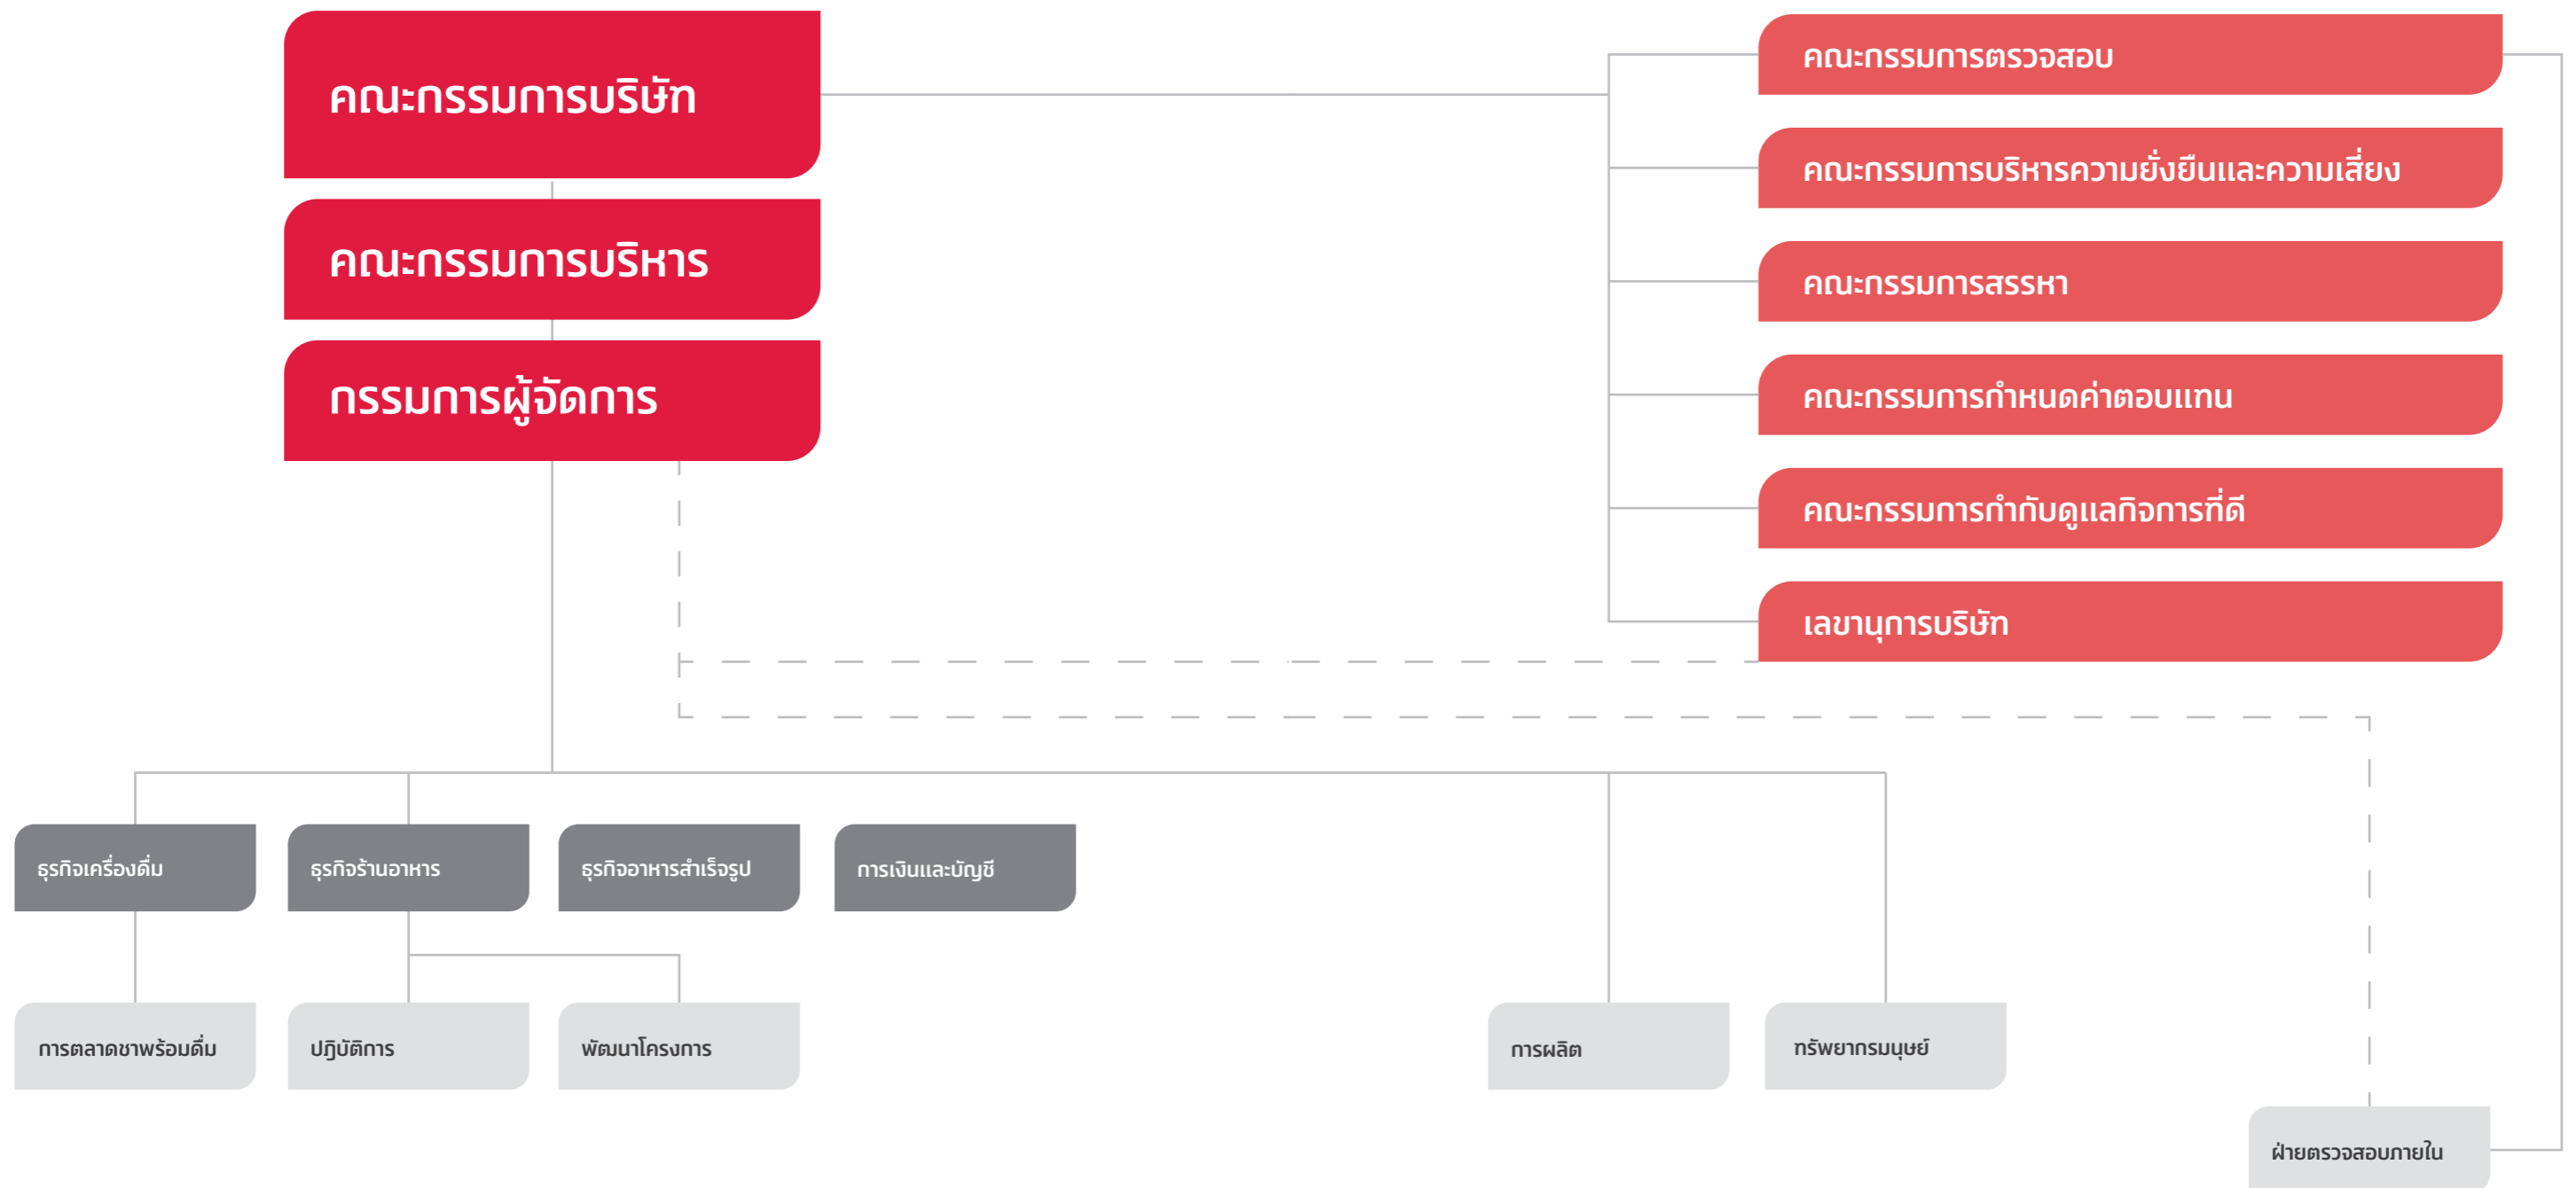 คณะกรรมการบริษัท
คณะกรรมการบริหาร
กรรมการผู้จัดการ
คณะกรรมการตรวจสอบ
คณะกรรมการบริหารความยั่งยืนและความเสี่ยง
คณะกรรมการสรรหา
คณะกรรมการกำหนดค่าตอบแทน
คณะกรรมการกำกับดูแลกิจการที่ดี
เลขานุการบริษัท
ธุรกิจเครื่องดื่ม
ธุรกิจร้านอาหาร
ธุรกิจอาหารสำเร็จรูป
การเงินและบัญชี
การตลาดชาพร้อมดื่ม
ปฏิบัติการ
พัฒนาโครงการ
การผลิต
ทรัพยากรมนุษย์
ฝ่ายตรวจสอบภายใน